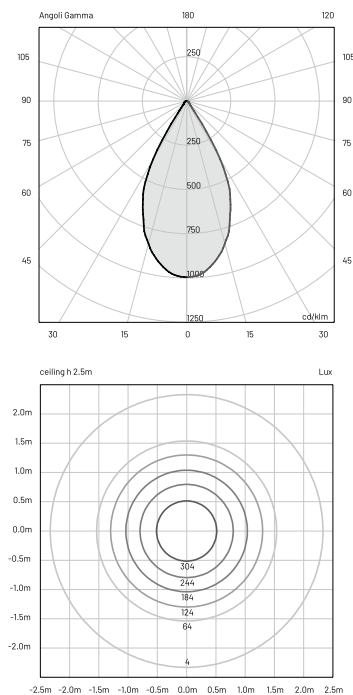 Angoli Gamma 180 120
250
105 105
90 90
250
75 75
500
60 60
750
45 45
1000
1250 cd/klm
30 15 0 15 30
ceiling h 2.5m Lux
2.0m
1.5m
1.0m
0.5m
0.0m
-0.5m
304
244
-1.0m
184
124
-1.5m
64
-2.0m
4
-2.5m -2.0m -1.5m -1.0m -0.5m 0.0m 0.5m 1.0m 1.5m 2.0m 2.5m